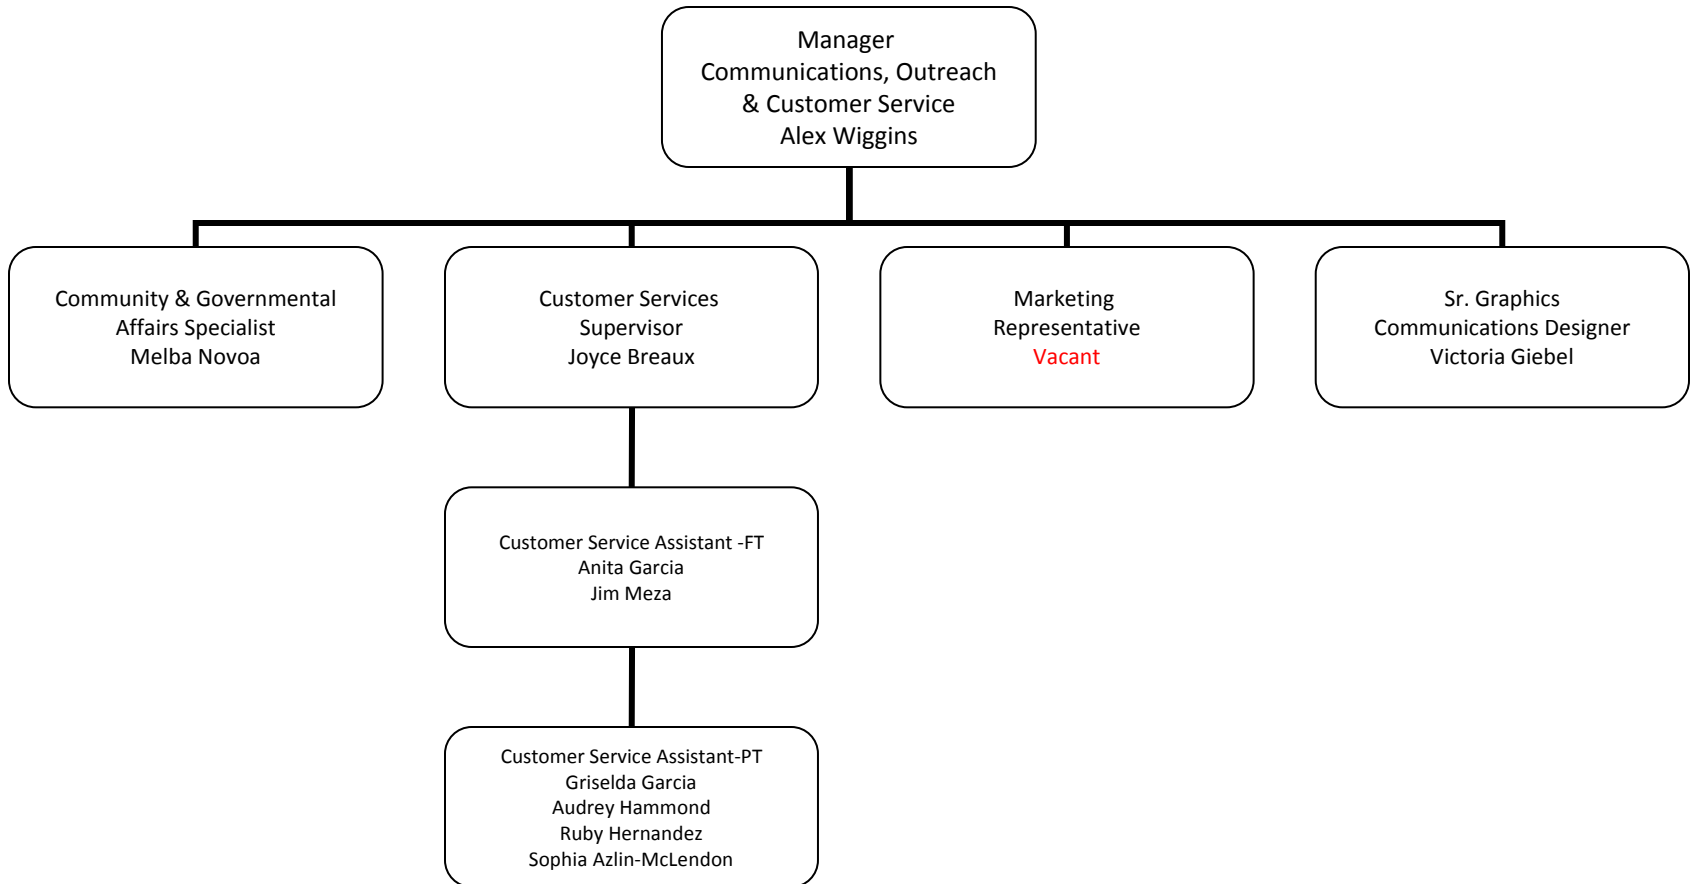 Manager
Communications, Outreach
& Customer Service
Alex Wiggins
Community & Governmental
Affairs Specialist
Melba Novoa
Customer Services
Supervisor
Joyce Breaux
Marketing
Representative
Vacant
Sr. Graphics
Communications Designer
Victoria Giebel
Customer Service Assistant -FT
Anita Garcia
Jim Meza
Customer Service Assistant-PT
Griselda Garcia
Audrey Hammond
Ruby Hernandez
Sophia Azlin-McLendon